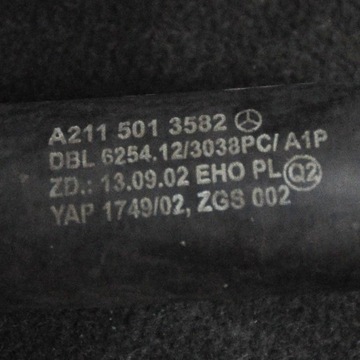 A211 501 3582
DBL 6254.12/3038PC/ A1P
ZD.: 13.09.02 EHO PL Q2
YAP 1749/02, ZGS 002